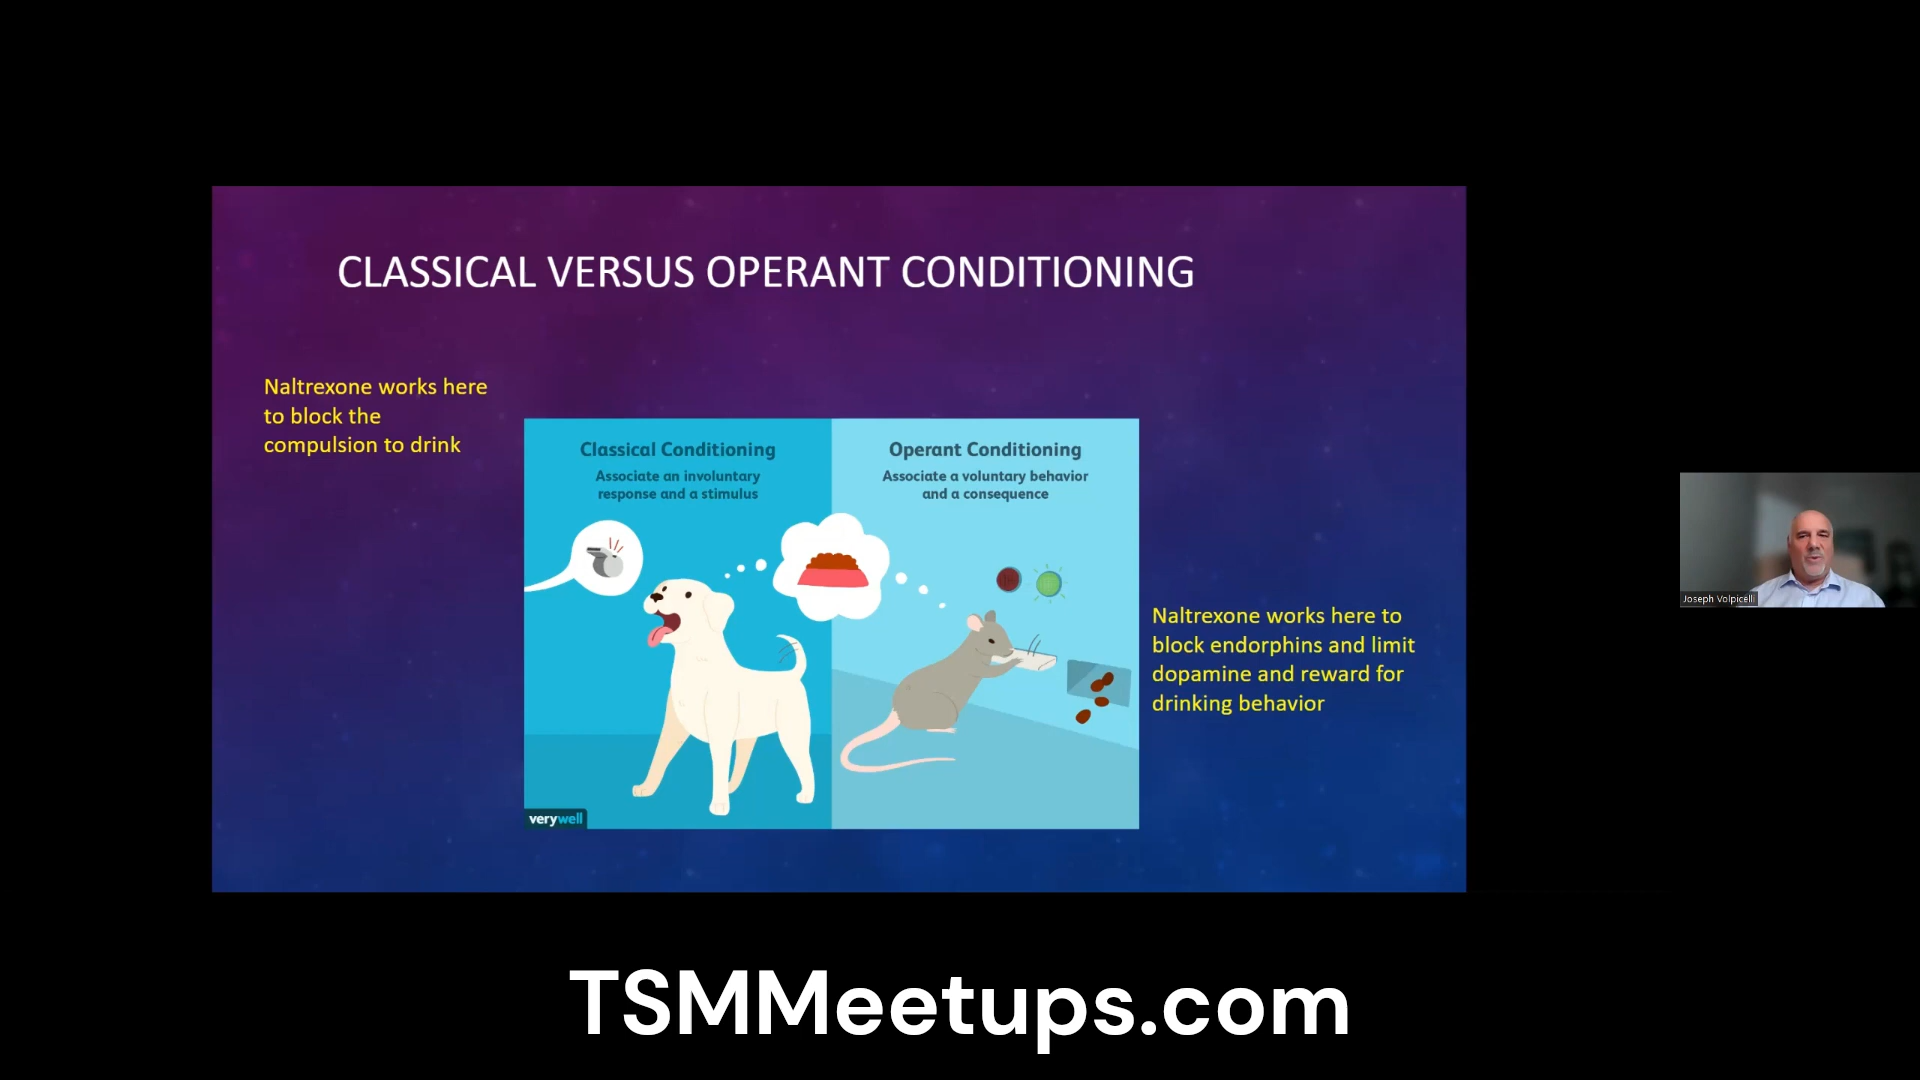 CLASSICAL VERSUS OPERANT CONDITIONING
Naltrexone works here
to block the
compulsion to drink
Classical Conditioning
Associate an involuntary
response and a stimulus
Operant Conditioning
Associate a voluntary behavior
and a consequence
Naltrexone works here to
block endorphins and limit
dopamine and reward for
drinking behavior
verywell
Joseph Volpicelli
TSMMeetups.com